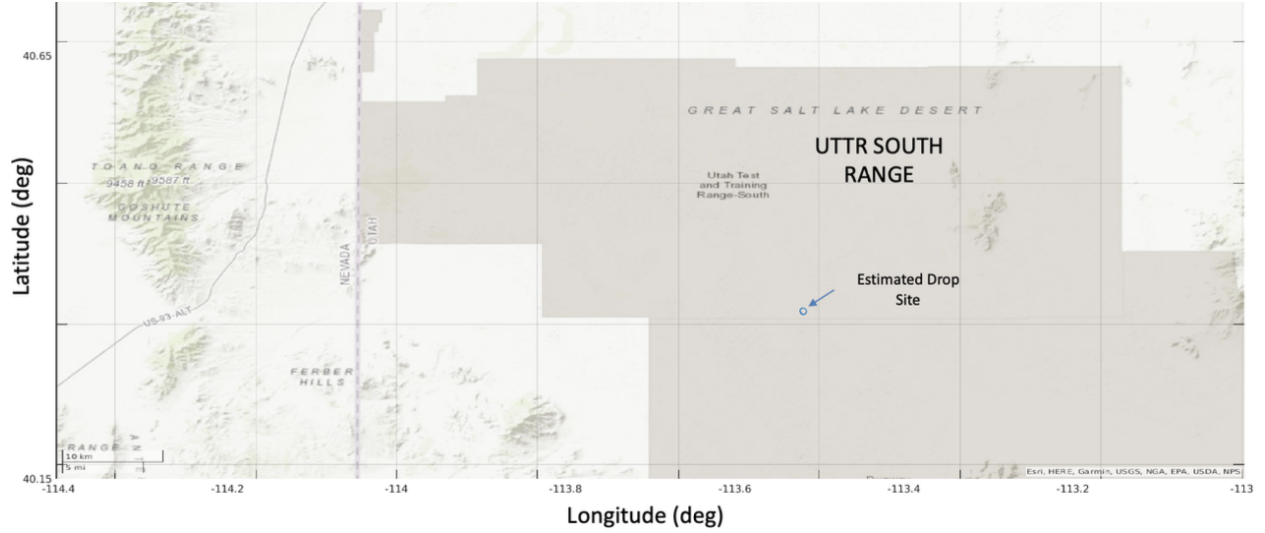 40.65
GREAT SALT LAKE DESERT
UTTR SOUTH
RANGE
TOANO RANGE
9458 ft 9587 ft
Utah Test
and Training
Range-South
GOSHUTE
MOUNTAINS
NEVADA
UTAH
Latitude (deg)
Estimated Drop
Site
US-93-ALT
FERBER
HILLS
RANGE
10 km
5 mi
Esri, HERE, Garmin, USGS, NGA, EPA, USDA, NPS
40.15
-114.4
-114.2
-114
-113.8
-113.6
-113.4
-113.2
-113
Longitude (deg)